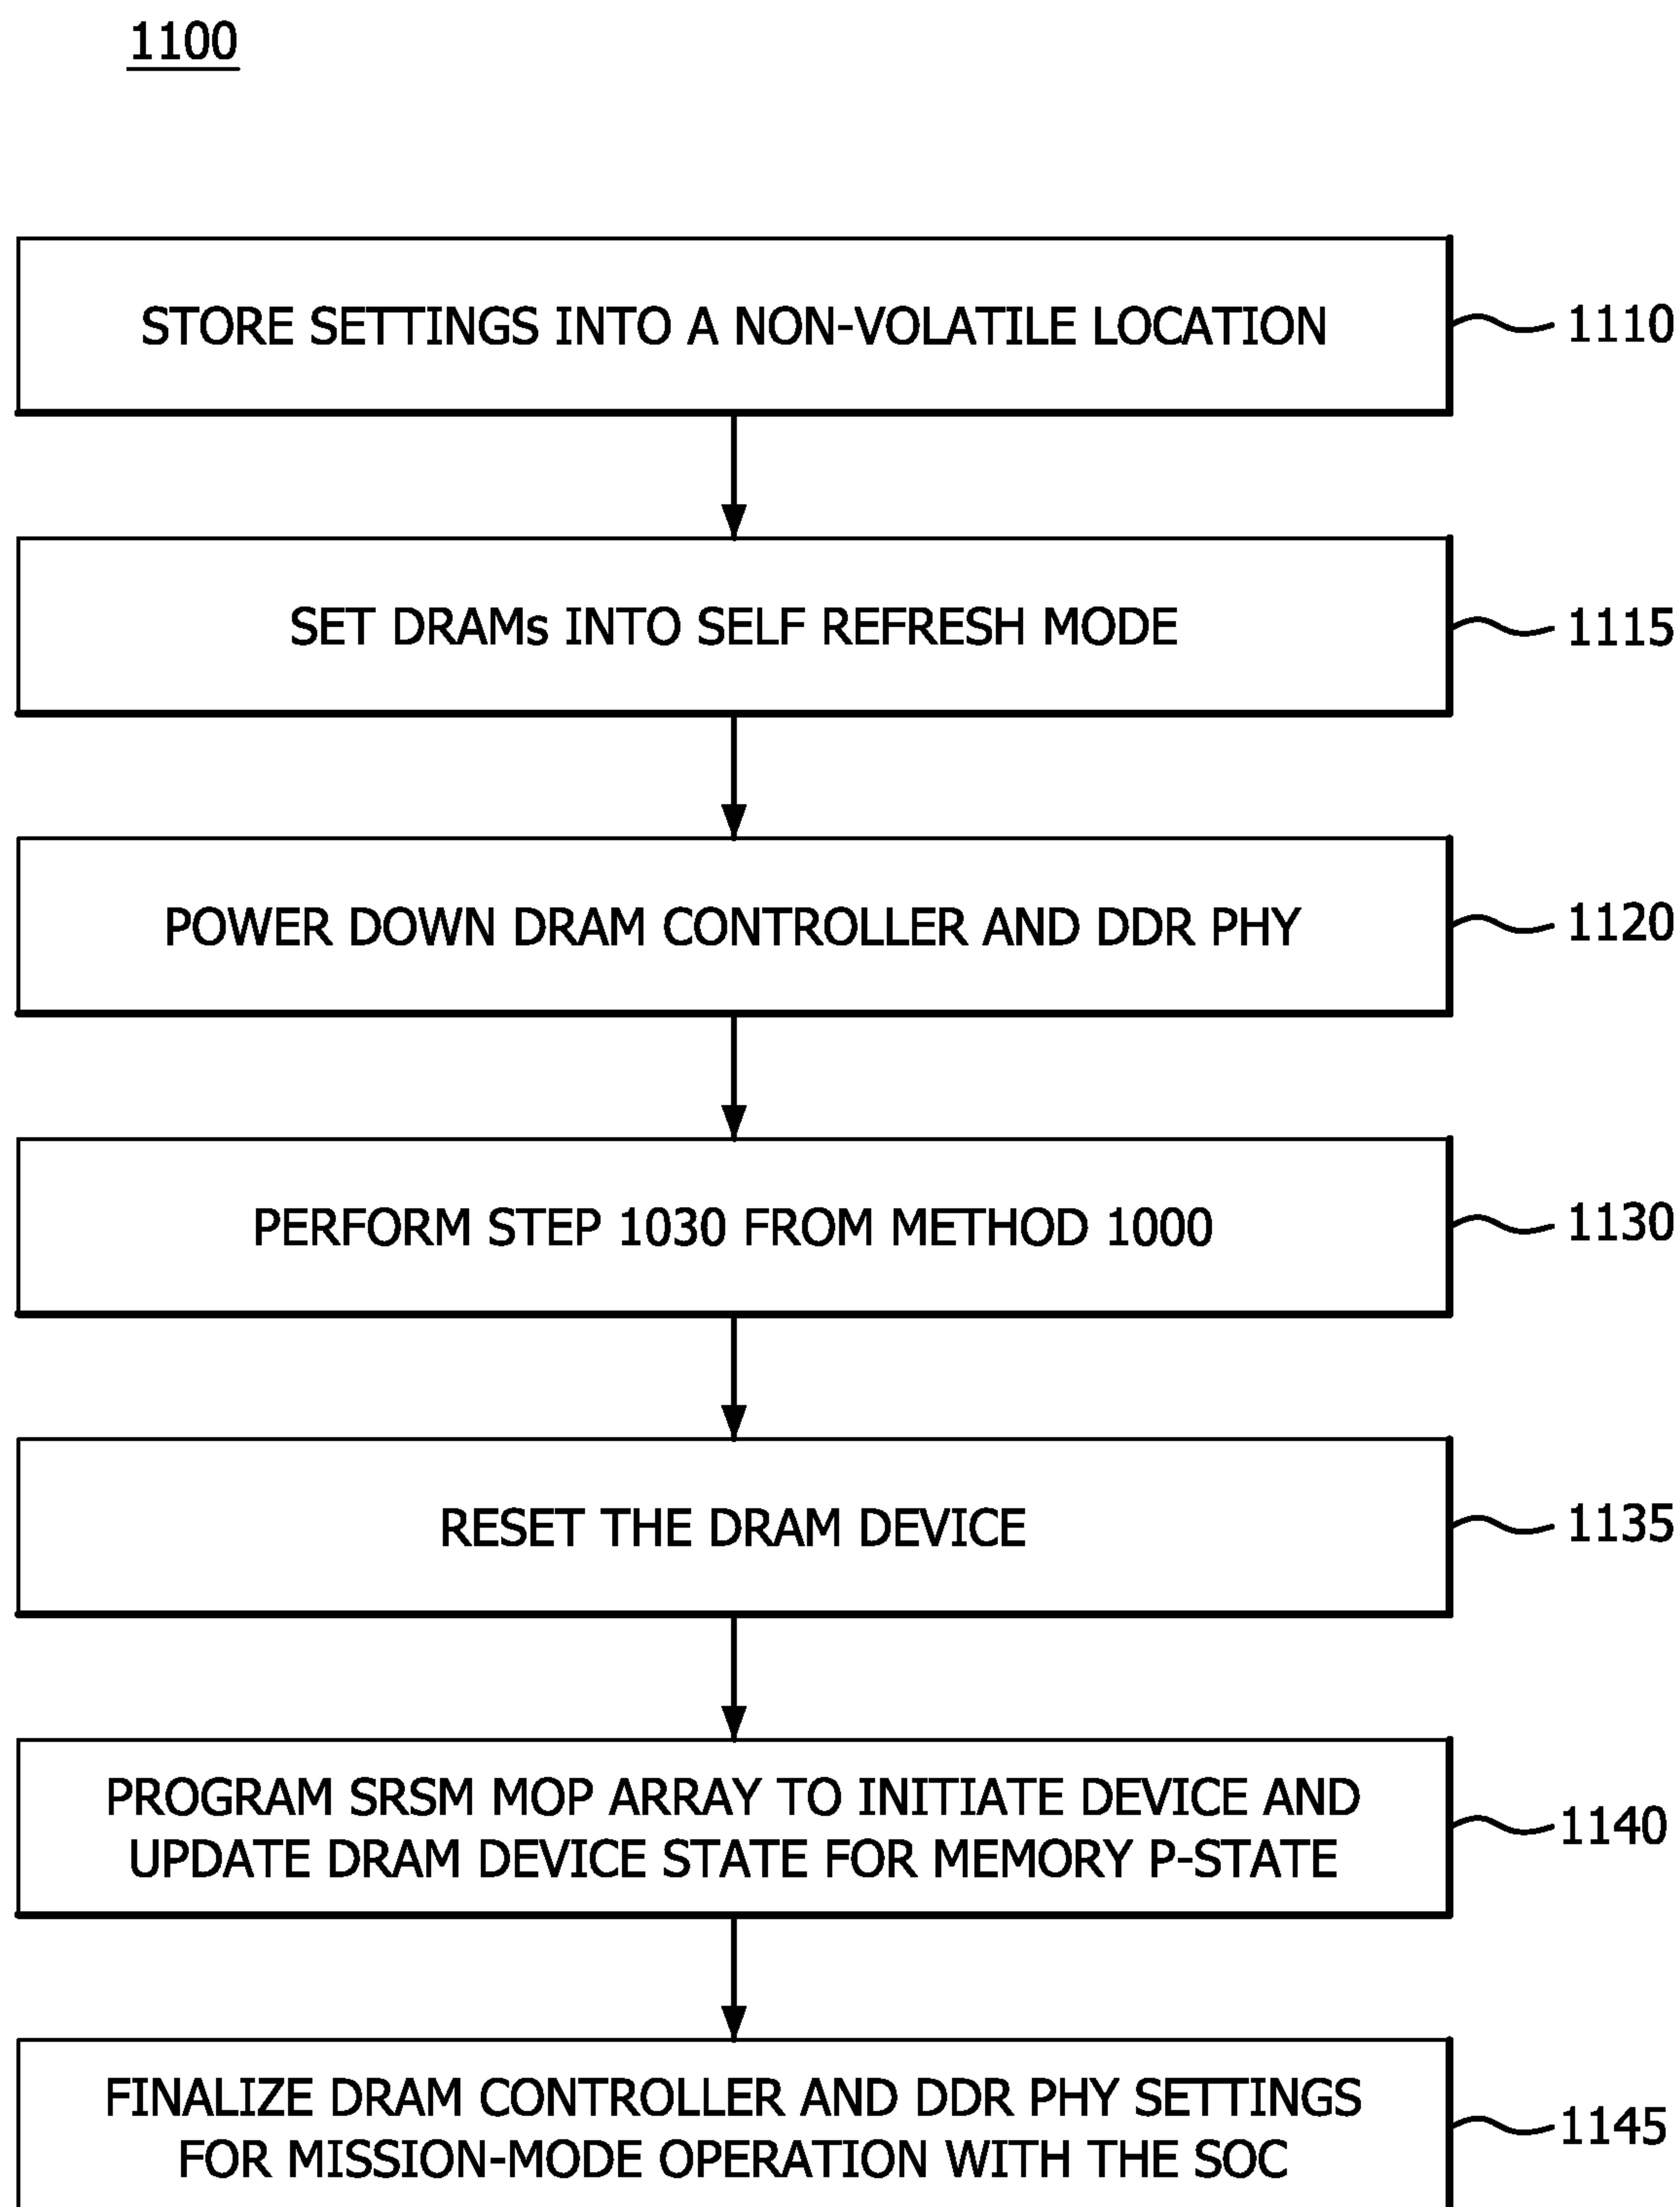 1100
STORE SETTINGS INTO A NON-VOLATILE LOCATION
1110
SET DRAMs INTO SELF REFRESH MODE
1115
POWER DOWN DRAM CONTROLLER AND DDR PHY
1120
PERFORM STEP 1030 FROM METHOD 1000
1130
RESET THE DRAM DEVICE
1135
PROGRAM SRSM MOP ARRAY TO INITIATE DEVICE AND
UPDATE DRAM DEVICE STATE FOR MEMORY P-STATE
1140
FINALIZE DRAM CONTROLLER AND DDR PHY SETTINGS
FOR MISSION-MODE OPERATION WITH THE SOC
1145